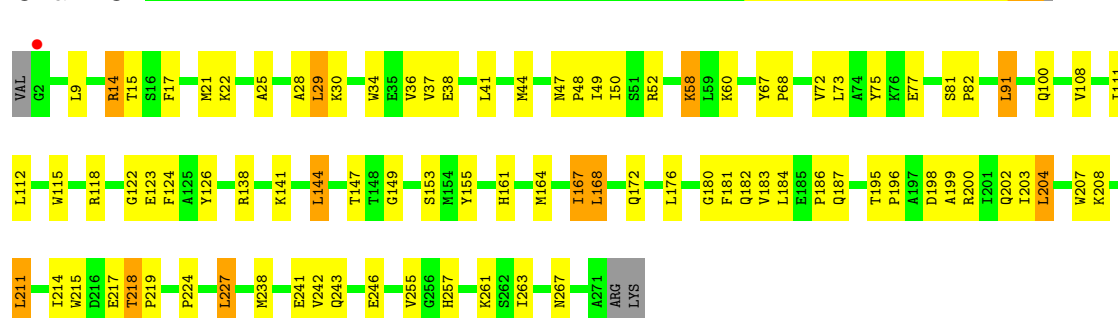 VAL G2 L9 R14 T15 S16 F17 M21 K22 A25 A28 L29 K30 W34 E35 V36 V37 E38 L41 M44 N47 P48 I49 I50 S51 R52 K58 L59 K60 Y67 P68 V72 L73 A74 Y75 K76 E77 S81 P82 L91 Q100 V108 I111
L112 W115 R118 G122 E123 F124 A125 Y126 R138 K141 L144 T147 T148 G149 S153 M154 Y155 H161 M164 I167 L168 Q172 L176 G180 F181 Q182 V183 L184 E185 P186 Q187 T195 P196 A197 D198 A199 R200 I201 Q202 I203 L204 W207 K208
L211 I214 W215 D216 E217 T218 P219 P224 L227 M238 E241 V242 Q243 E246 V255 G256 H257 K261 S262 I263 N267 A271 ARG LYS